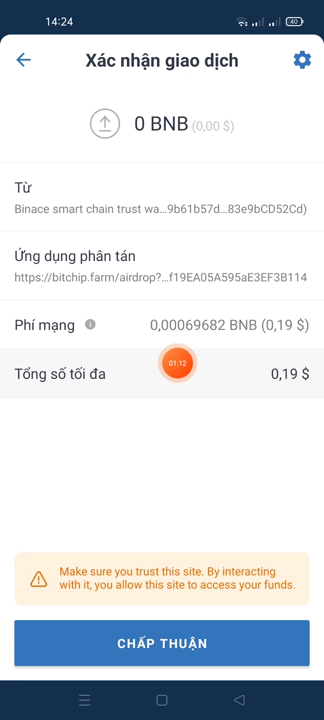 14:24
40
Xác nhận giao dịch
0 BNB (0,00 $)
Từ
Binace smart chain trust wa...9b61b57d...83e9bCD52Cd)
Ứng dụng phân tán
https://bitchip.farm/airdrop?...f19EA05A595aE3EF3B114
Phí mạng 0,00069682 BNB (0,19 $)
01:12
Tổng số tối đa 0,19 $
Make sure you trust this site. By interacting
with it, you allow this site to access your funds.
CHẤP THUẬN